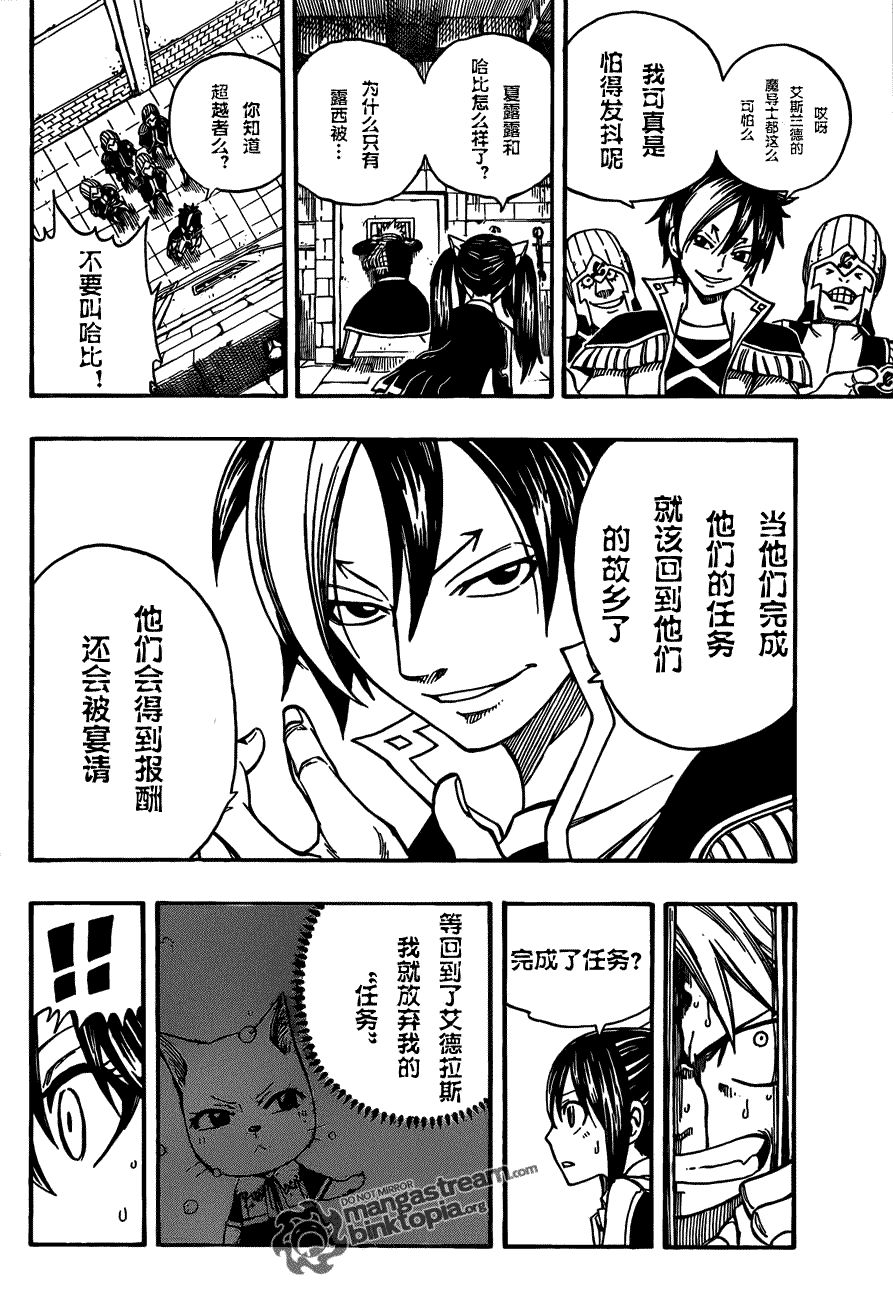 哎呀
艾斯兰德的
魔导士都这么
可怕么
我可真是
怕得发抖呢
夏露露和
哈比怎么样了?
为什么只有
露西被…
你知道
超越者么?
不要叫哈比!
当他们完成
他们的任务
就该回到他们
的故乡了
他们会得到报酬
还会被宴请
完成了任务?
等回到了艾德拉斯
我就放弃我的
“任务”
!!
DO NOT MIRROR
mangastream.com
binktopia.org